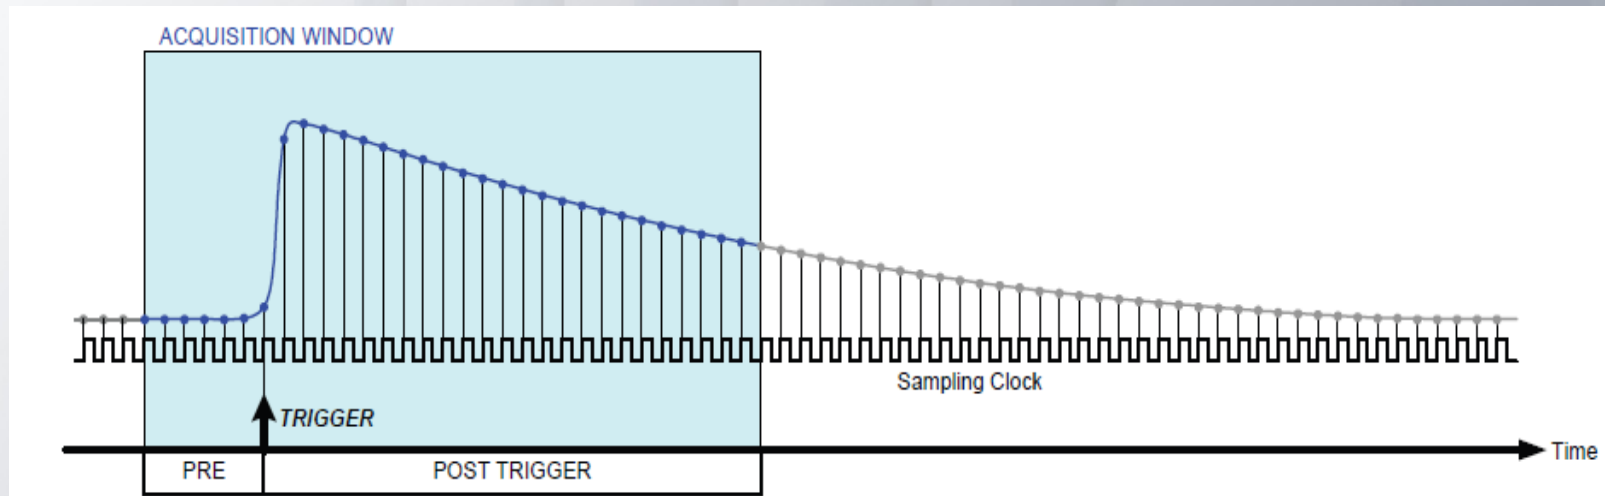 ACQUISITION WINDOW
Sampling Clock
TRIGGER
Time
PRE
POST TRIGGER